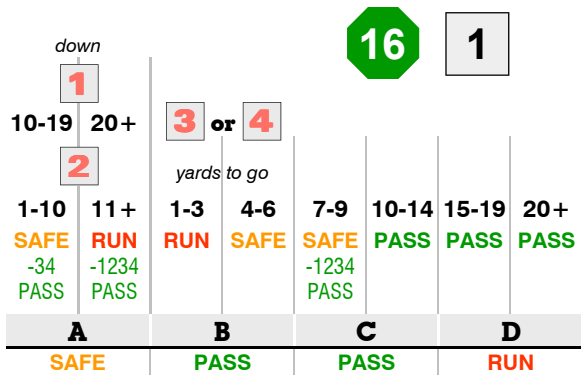 16 1
down
1
10-19 20+ 3 or 4
2 yards to go
1-10 11+ 1-3 4-6 7-9 10-14 15-19 20+
SAFE RUN RUN SAFE SAFE PASS PASS PASS
-34 -1234 -1234
PASS PASS PASS
A B C D
SAFE PASS PASS RUN